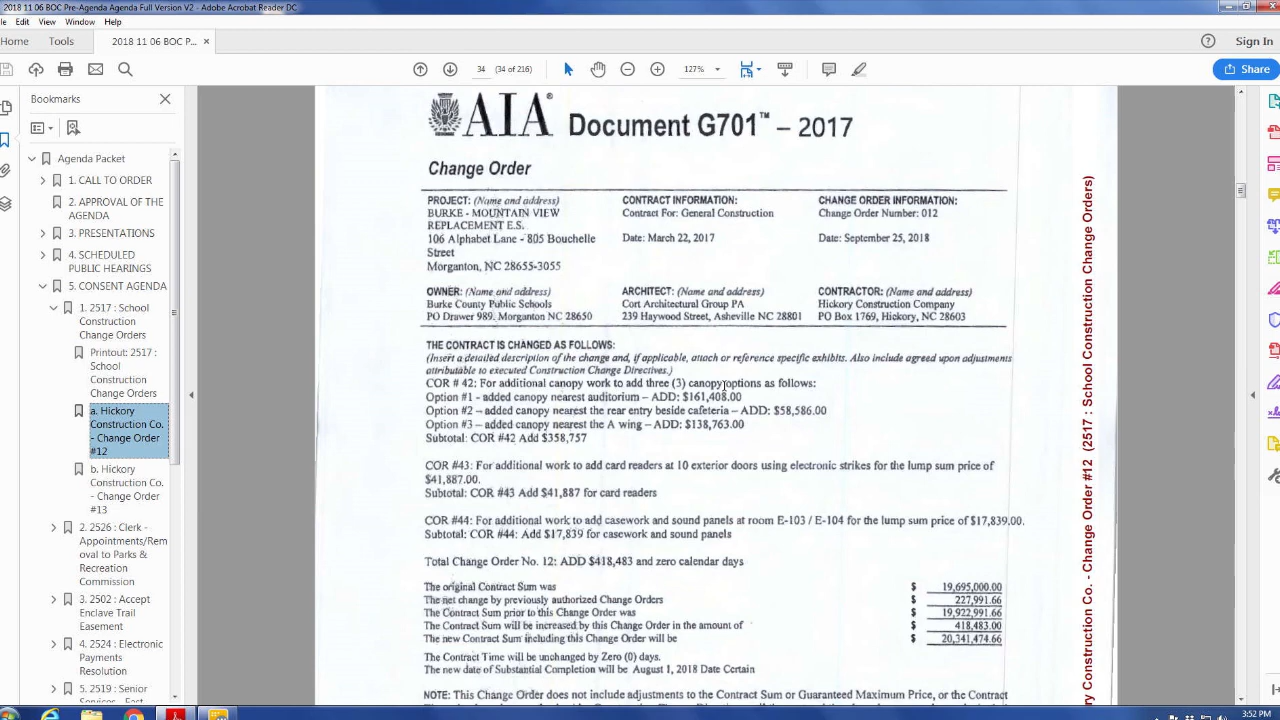 2018 11 06 BOC Pre-Agenda Agenda Full Version V2 - Adobe Acrobat Reader DC
Edit View Window Help
Home Tools 2018 11 06 BOC P... × Sign In
34 (34 of 216) 127% Share
Bookmarks
Agenda Packet
1. CALL TO ORDER
2. APPROVAL OF THE
AGENDA
3. PRESENTATIONS
4. SCHEDULED
PUBLIC HEARINGS
5. CONSENT AGENDA
1. 2517 : School
Construction
Change Orders
Printout: 2517 :
School
Construction
Change Orders
a. Hickory
Construction Co.
- Change Order
#12
b. Hickory
Construction Co.
- Change Order
#13
2. 2526 : Clerk -
Appointments/Rem
oval to Parks &
Recreation
Commission
3. 2502 : Accept
Enclave Trail
Easement
4. 2524 : Electronic
Payments
Resolution
5. 2519 : Senior
Services - East
AIA® Document G701™ – 2017
Change Order
PROJECT: (Name and address)
BURKE - MOUNTAIN VIEW
REPLACEMENT E.S.
106 Alphabet Lane - 805 Bouchelle
Street
Morganton, NC 28655-3055
CONTRACT INFORMATION:
Contract For: General Construction
Date: March 22, 2017
CHANGE ORDER INFORMATION:
Change Order Number: 012
Date: September 25, 2018
OWNER: (Name and address)
Burke County Public Schools
PO Drawer 989. Morganton NC 28650
ARCHITECT: (Name and address)
Cort Architectural Group PA
239 Haywood Street, Asheville NC 28801
CONTRACTOR: (Name and address)
Hickory Construction Company
PO Box 1769, Hickory, NC 28603
THE CONTRACT IS CHANGED AS FOLLOWS:
(Insert a detailed description of the change and, if applicable, attach or reference specific exhibits. Also include agreed upon adjustments
attributable to executed Construction Change Directives.)
COR # 42: For additional canopy work to add three (3) canopy options as follows:
Option #1 - added canopy nearest auditorium – ADD: $161,408.00
Option #2 – added canopy nearest the rear entry beside cafeteria – ADD: $58,586.00
Option #3 – added canopy nearest the A wing – ADD: $138,763.00
Subtotal: COR #42 Add $358,757
COR #43: For additional work to add card readers at 10 exterior doors using electronic strikes for the lump sum price of
$41,887.00.
Subtotal: COR #43 Add $41,887 for card readers
COR #44: For additional work to add casework and sound panels at room E-103 / E-104 for the lump sum price of $17,839.00.
Subtotal: COR #44: Add $17,839 for casework and sound panels
Total Change Order No. 12: ADD $418,483 and zero calendar days
The original Contract Sum was $ 19,695,000.00
The net change by previously authorized Change Orders $ 227,991.66
The Contract Sum prior to this Change Order was $ 19,922,991.66
The Contract Sum will be increased by this Change Order in the amount of $ 418,483.00
The new Contract Sum including this Change Order will be $ 20,341,474.66
The Contract Time will be unchanged by Zero (0) days.
The new date of Substantial Completion will be August 1, 2018 Date Certain
NOTE: This Change Order does not include adjustments to the Contract Sum or Guaranteed Maximum Price, or the Contract
ry Construction Co. - Change Order #12 (2517 : School Construction Change Orders)
3:52 PM